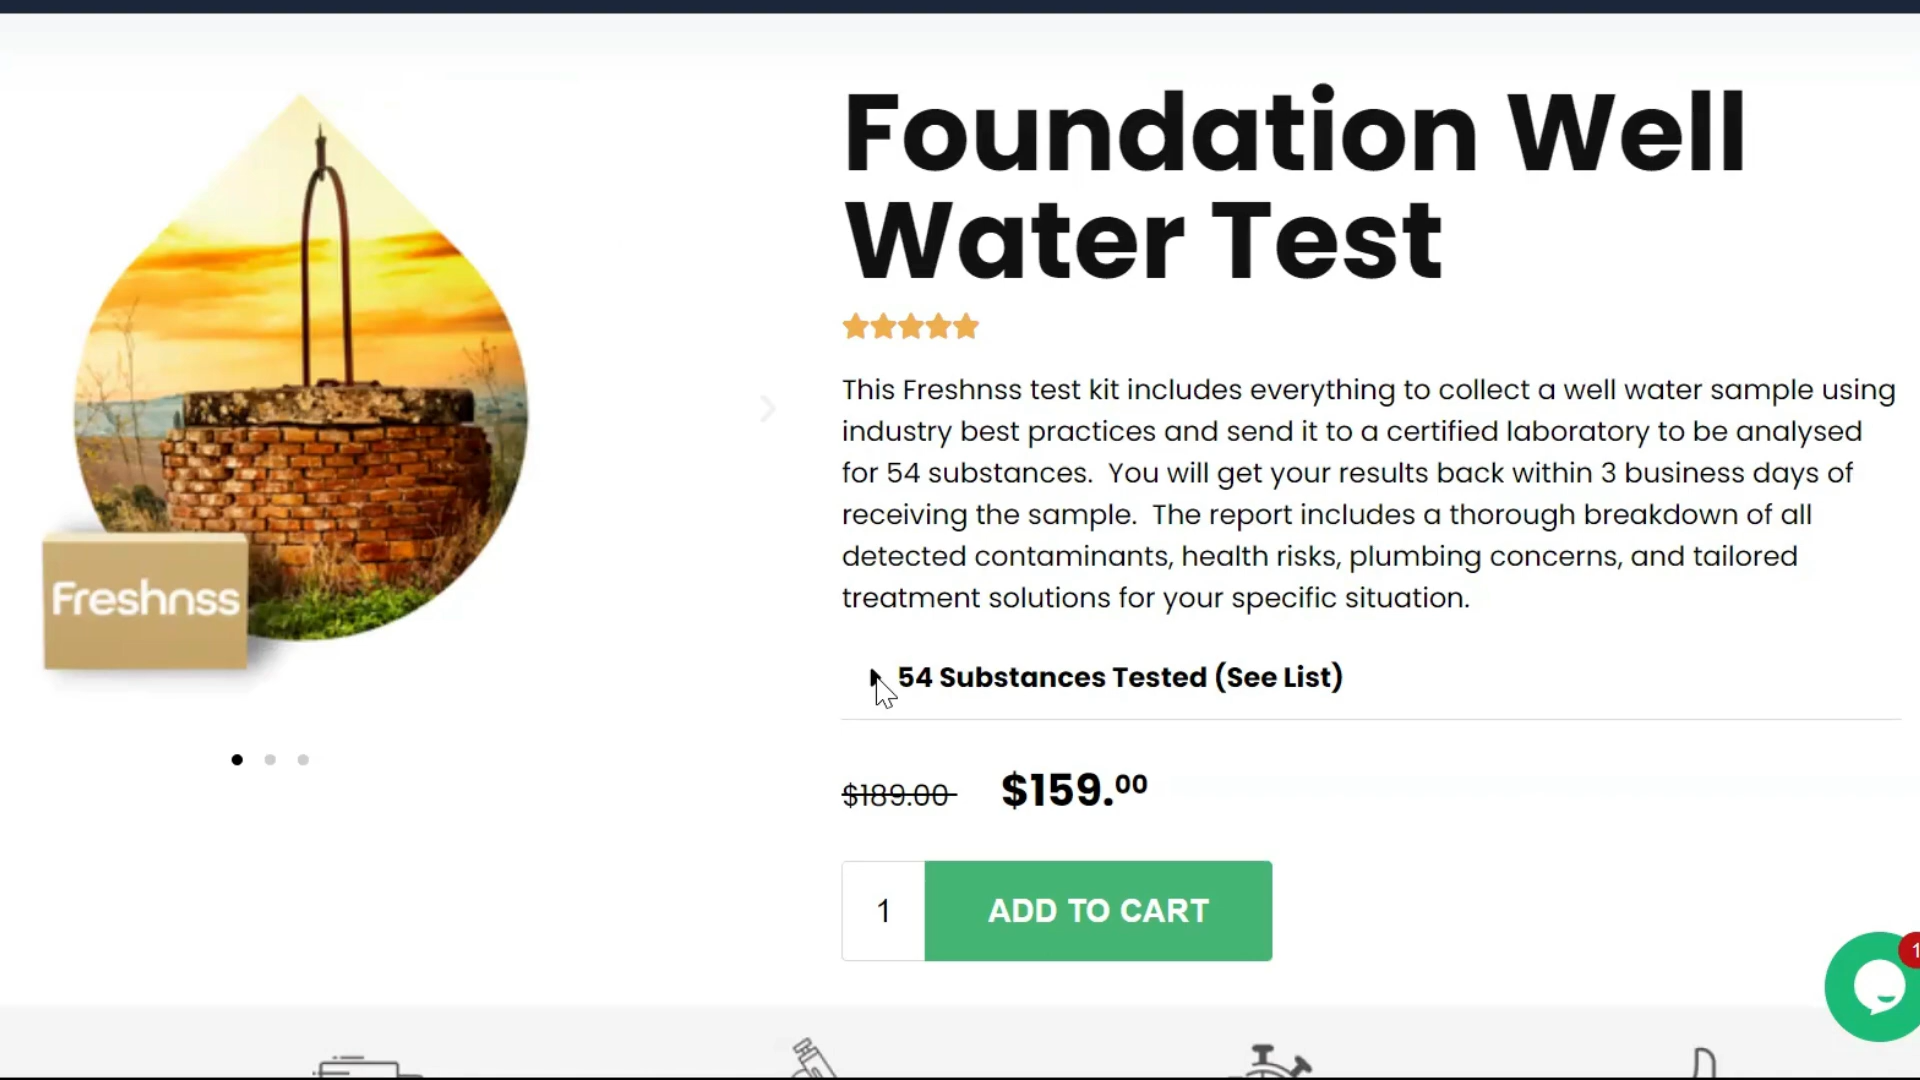 Foundation Well
Water Test
This Freshnss test kit includes everything to collect a well water sample using
industry best practices and send it to a certified laboratory to be analysed
for 54 substances.  You will get your results back within 3 business days of
receiving the sample.  The report includes a thorough breakdown of all
detected contaminants, health risks, plumbing concerns, and tailored
treatment solutions for your specific situation.
Freshnss
54 Substances Tested (See List)
$189.00 $159.00
1 ADD TO CART
1